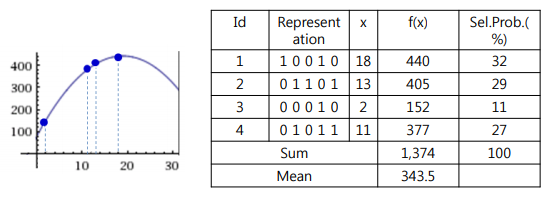 400
300
200
100
10 20 30
Id Represent ation x f(x) Sel.Prob.( %)
1 1 0 0 1 0 18 440 32
2 0 1 1 0 1 13 405 29
3 0 0 0 1 0 2 152 11
4 0 1 0 1 1 11 377 27
Sum 1,374 100
Mean 343.5